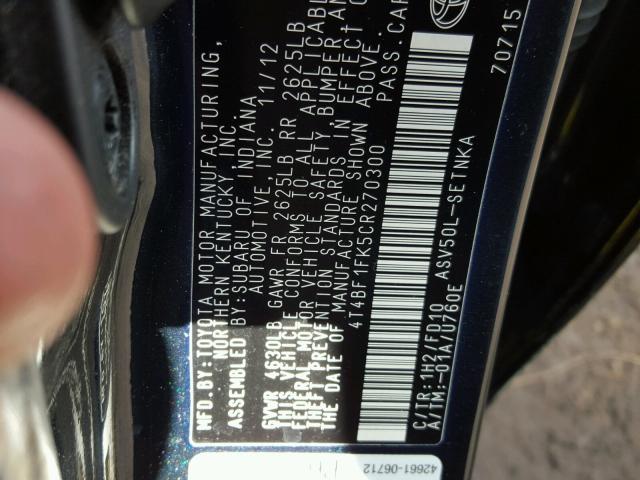 MFD.BY:TOYOTA MOTOR MANUFACTURING,
NORTHERN KENTUCKY, INC.
ASSEMBLED BY:SUBARU OF INDIANA
AUTOMOTIVE, INC. 11/12
GVWR 4630LB GAWR FR 2625LB RR 2625LB
THIS VEHICLE CONFORMS TO ALL APPLICABL
FEDERAL MOTOR VEHICLE SAFETY, BUMPER, AN
THEFT PREVENTION STANDARDS IN EFFECT O
THE DATE OF MANUFACTURE SHOWN ABOVE.
4T4BF1FK5CR270300 PASS.CAR
C/TR:1H2/FD10 ASV50L-SETNKA
A/TM:-01A/U760E
70715
42661-06712